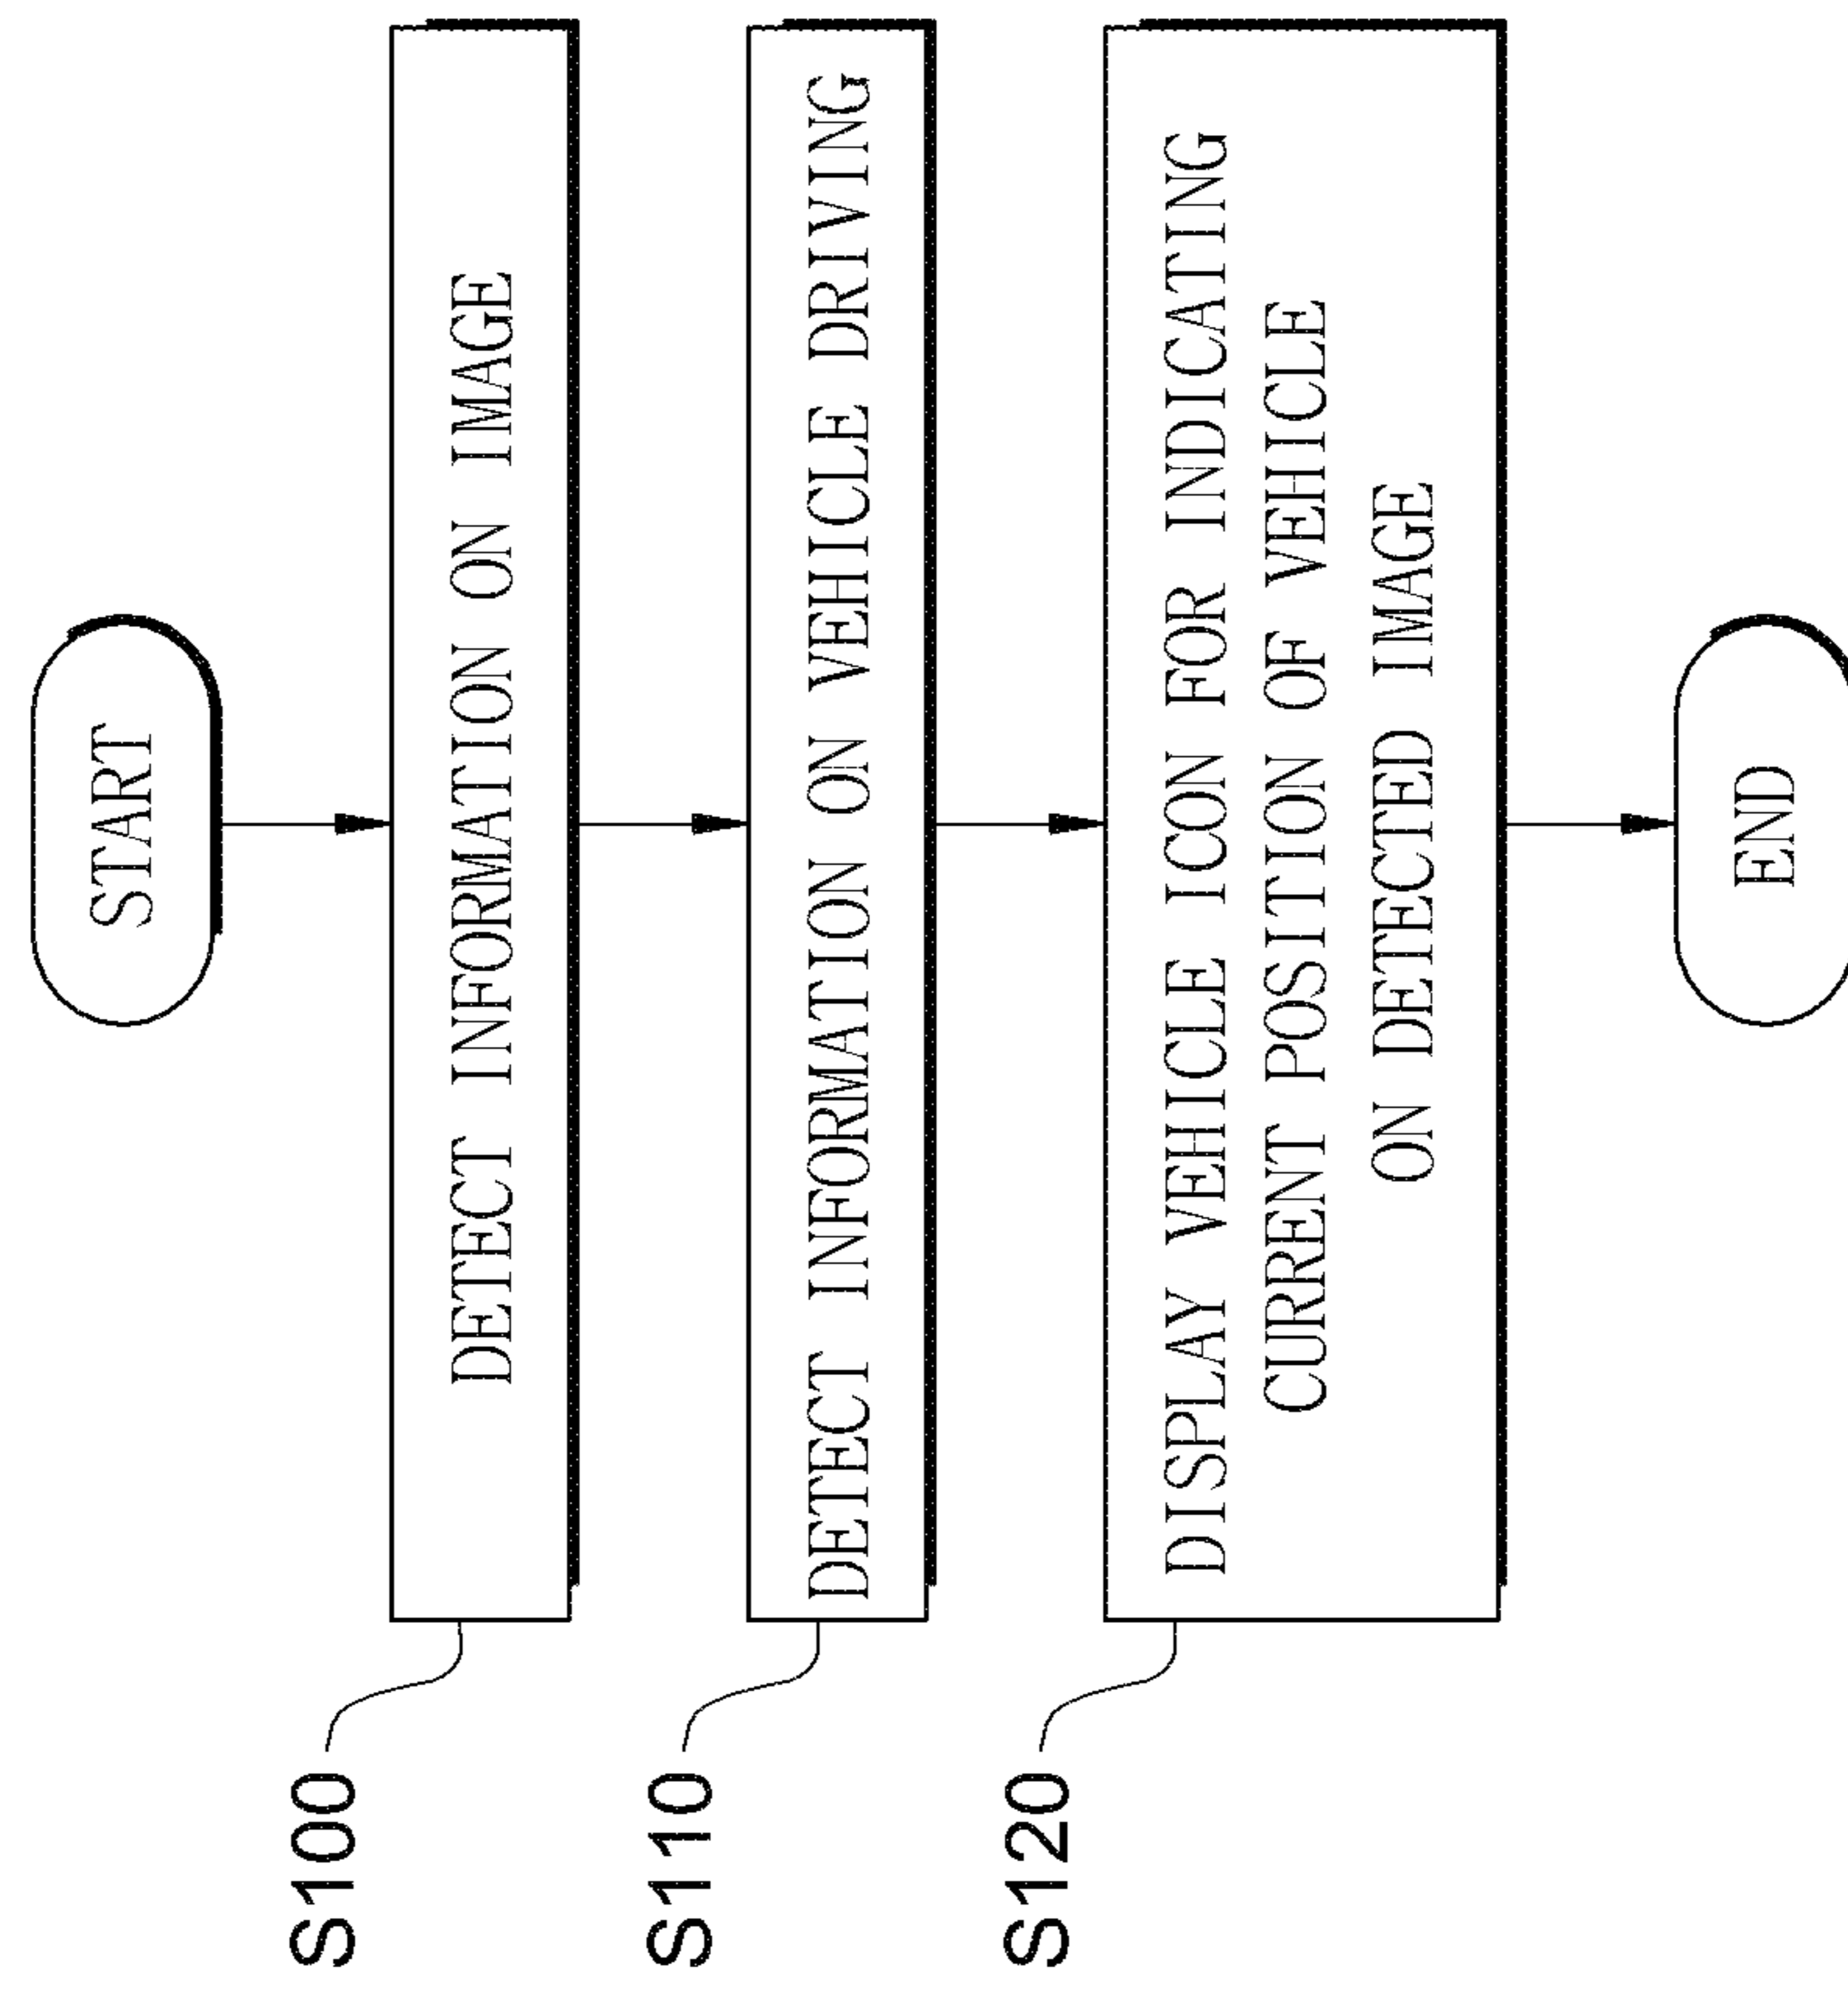 START
S100
DETECT INFORMATION ON IMAGE
S110
DETECT INFORMATION ON VEHICLE DRIVING
S120
DISPLAY VEHICLE ICON FOR INDICATING
CURRENT POSITION OF VEHICLE
ON DETECTED IMAGE
END